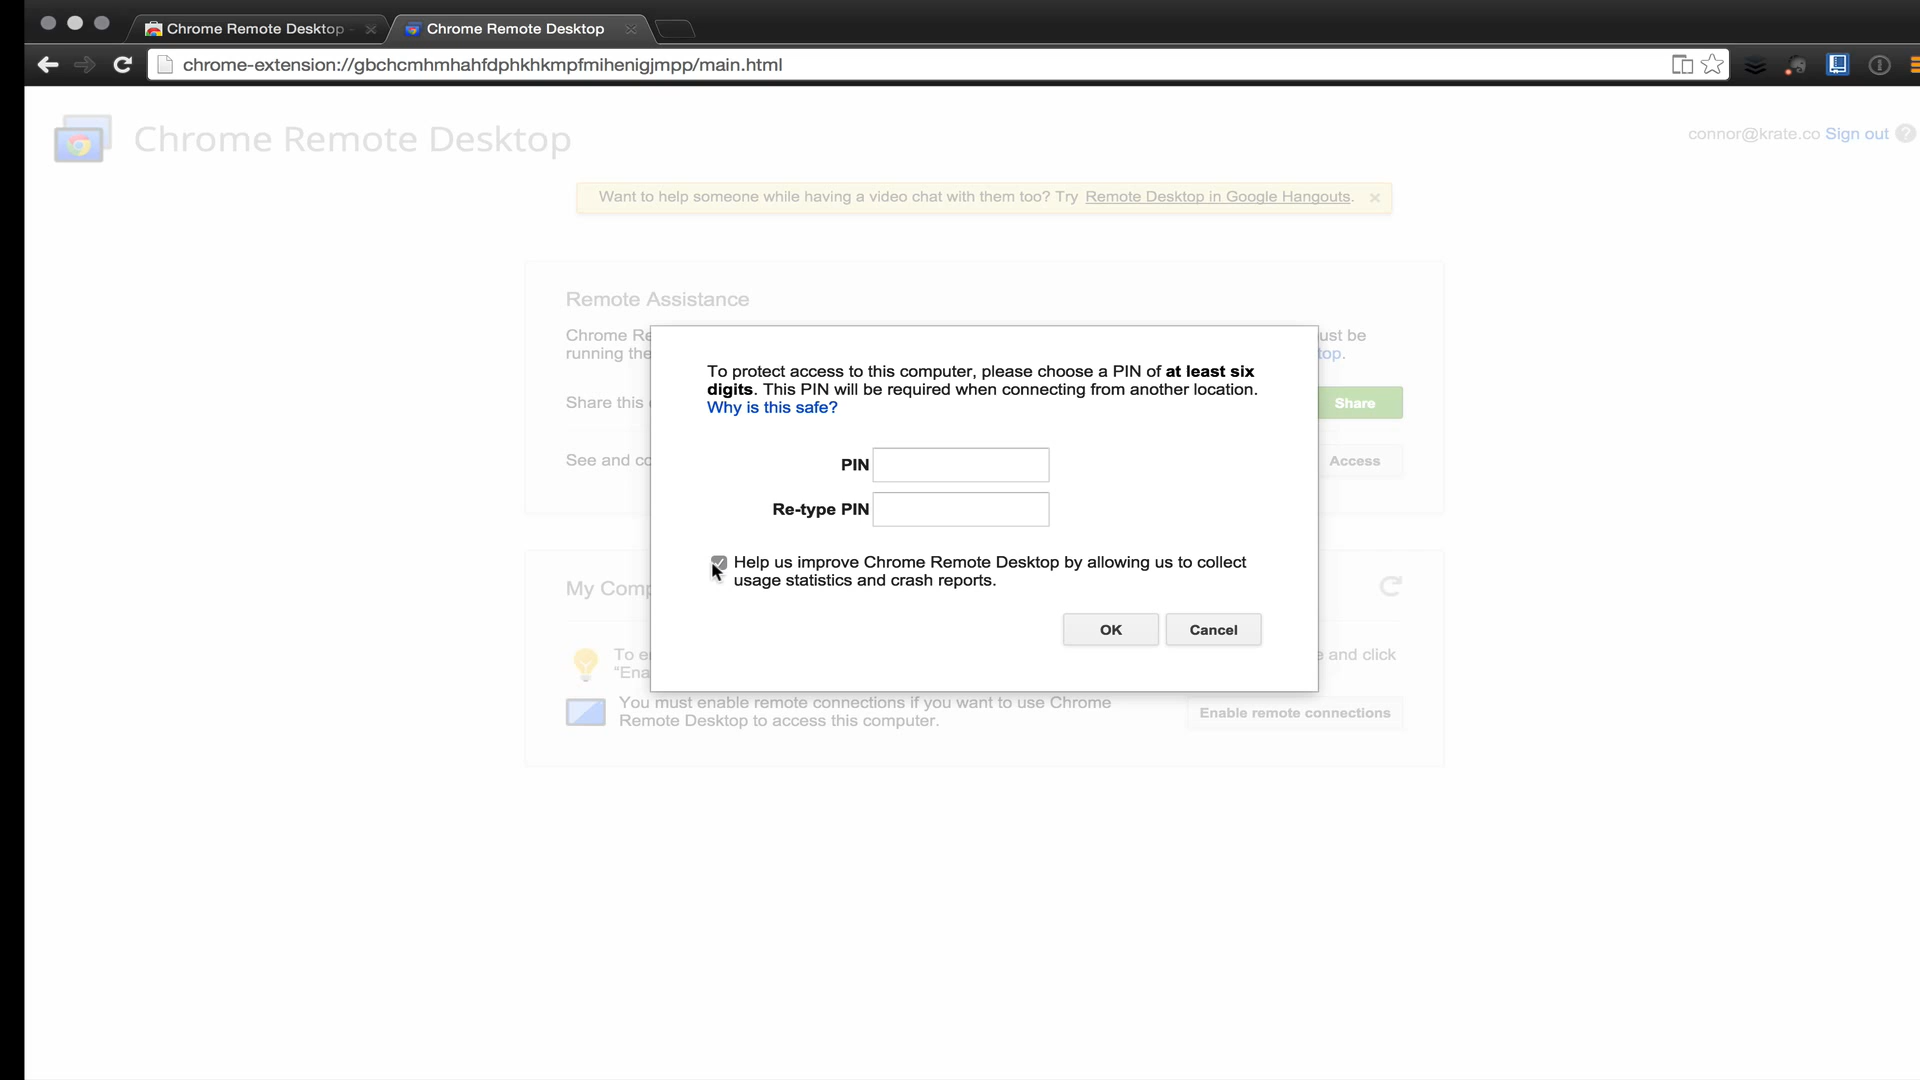 Chrome Remote Desktop
Chrome Remote Desktop
chrome-extension://gbchcmhmhahfdphkhkmpfmihenigjmpp/main.html
Chrome Remote Desktop
connor@krate.co Sign out ?
Want to help someone while having a video chat with them too? Try Remote Desktop in Google Hangouts. ×
Remote Assistance
Chrome Re
ust be
running the
top.
To protect access to this computer, please choose a PIN of at least six
digits. This PIN will be required when connecting from another location.
Why is this safe?
Share this
Share
See and co
Access
PIN
Re-type PIN
Help us improve Chrome Remote Desktop by allowing us to collect
usage statistics and crash reports.
My Comp
OK
Cancel
To e
e and click
“Ena
You must enable remote connections if you want to use Chrome
Remote Desktop to access this computer.
Enable remote connections